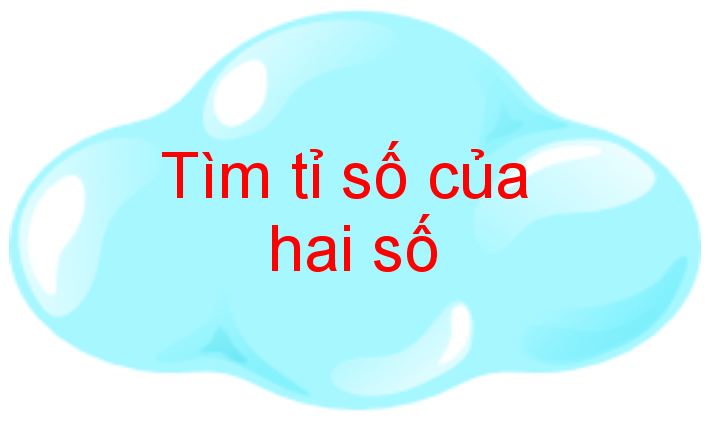 Tìm tỉ số của
hai số